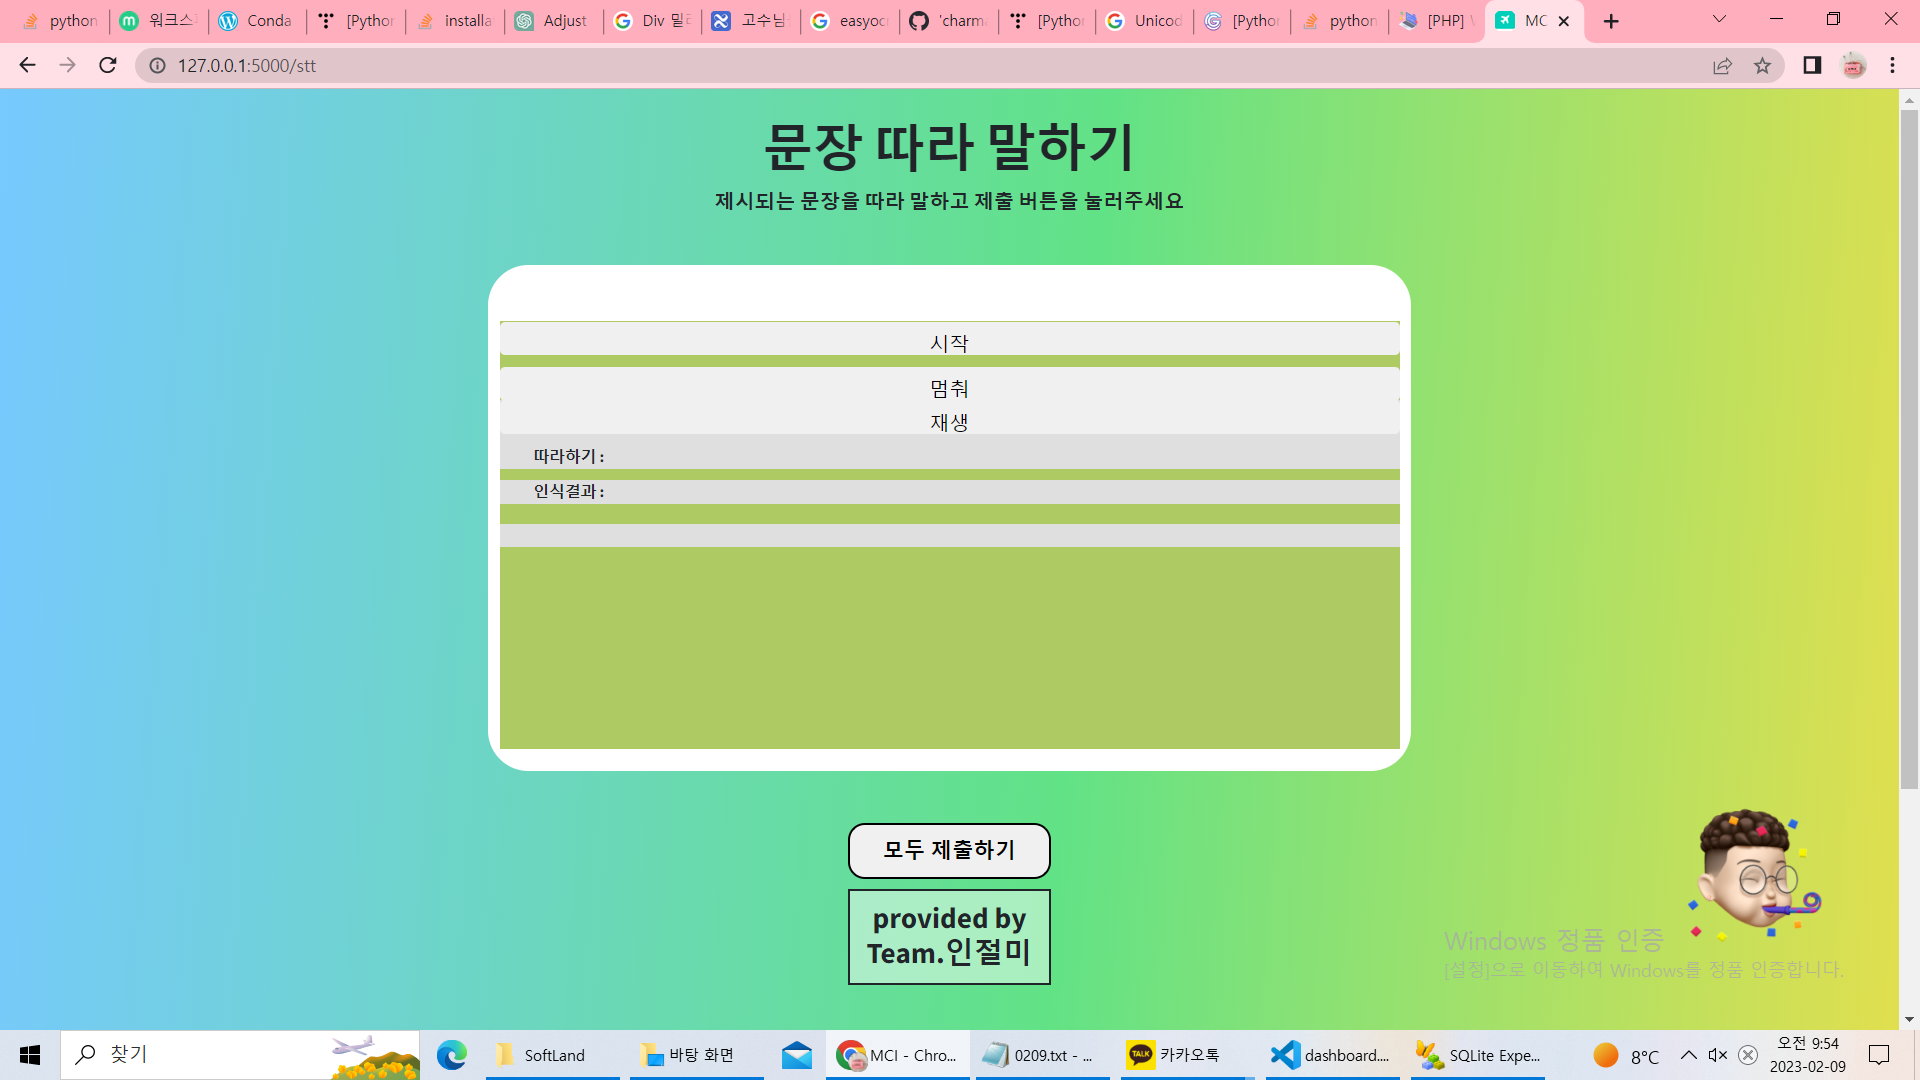 python
워크스
Conda
[Pythor
installa
Adjust
Div 밀리
고수님들
easyocr
'charma
[Pythor
Unicod
[Pythor
python
[PHP]
MC
127.0.0.1:5000/stt
문장 따라 말하기
제시되는 문장을 따라 말하고 제출 버튼을 눌러주세요
시작
멈춰
재생
따라하기 :
인식결과 :
모두 제출하기
provided by
Team.인절미
Windows 정품 인증
[설정]으로 이동하여 Windows를 정품 인증합니다.
찾기
SoftLand
바탕 화면
MCI - Chro...
0209.txt - ...
TALK
카카오톡
dashboard....
SQLite Expe...
8°C
오전 9:54
2023-02-09